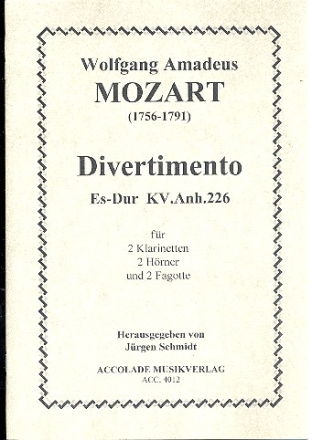 Wolfgang Amadeus
MOZART
(1756-1791)
Divertimento
Es-Dur KV.Anh.226
für
2 Klarinetten
2 Hörner
und 2 Fagotte
Herausgegeben von
Jürgen Schmidt
ACCOLADE MUSIKVERLAG
ACC. 4012